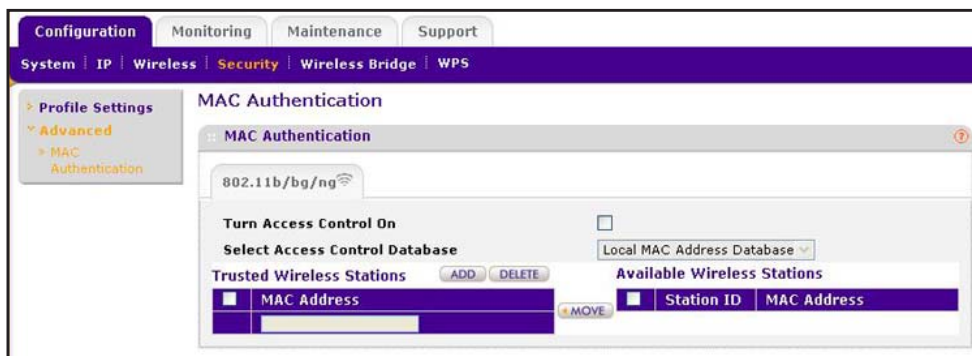 Configuration Monitoring Maintenance Support
System IP Wireless Security Wireless Bridge WPS
Profile Settings
Advanced
MAC
Authentication
MAC Authentication
MAC Authentication ?
802.11b/bg/ng
Turn Access Control On
Select Access Control Database Local MAC Address Database
Trusted Wireless Stations ADD DELETE Available Wireless Stations
MAC Address MOVE Station ID MAC Address